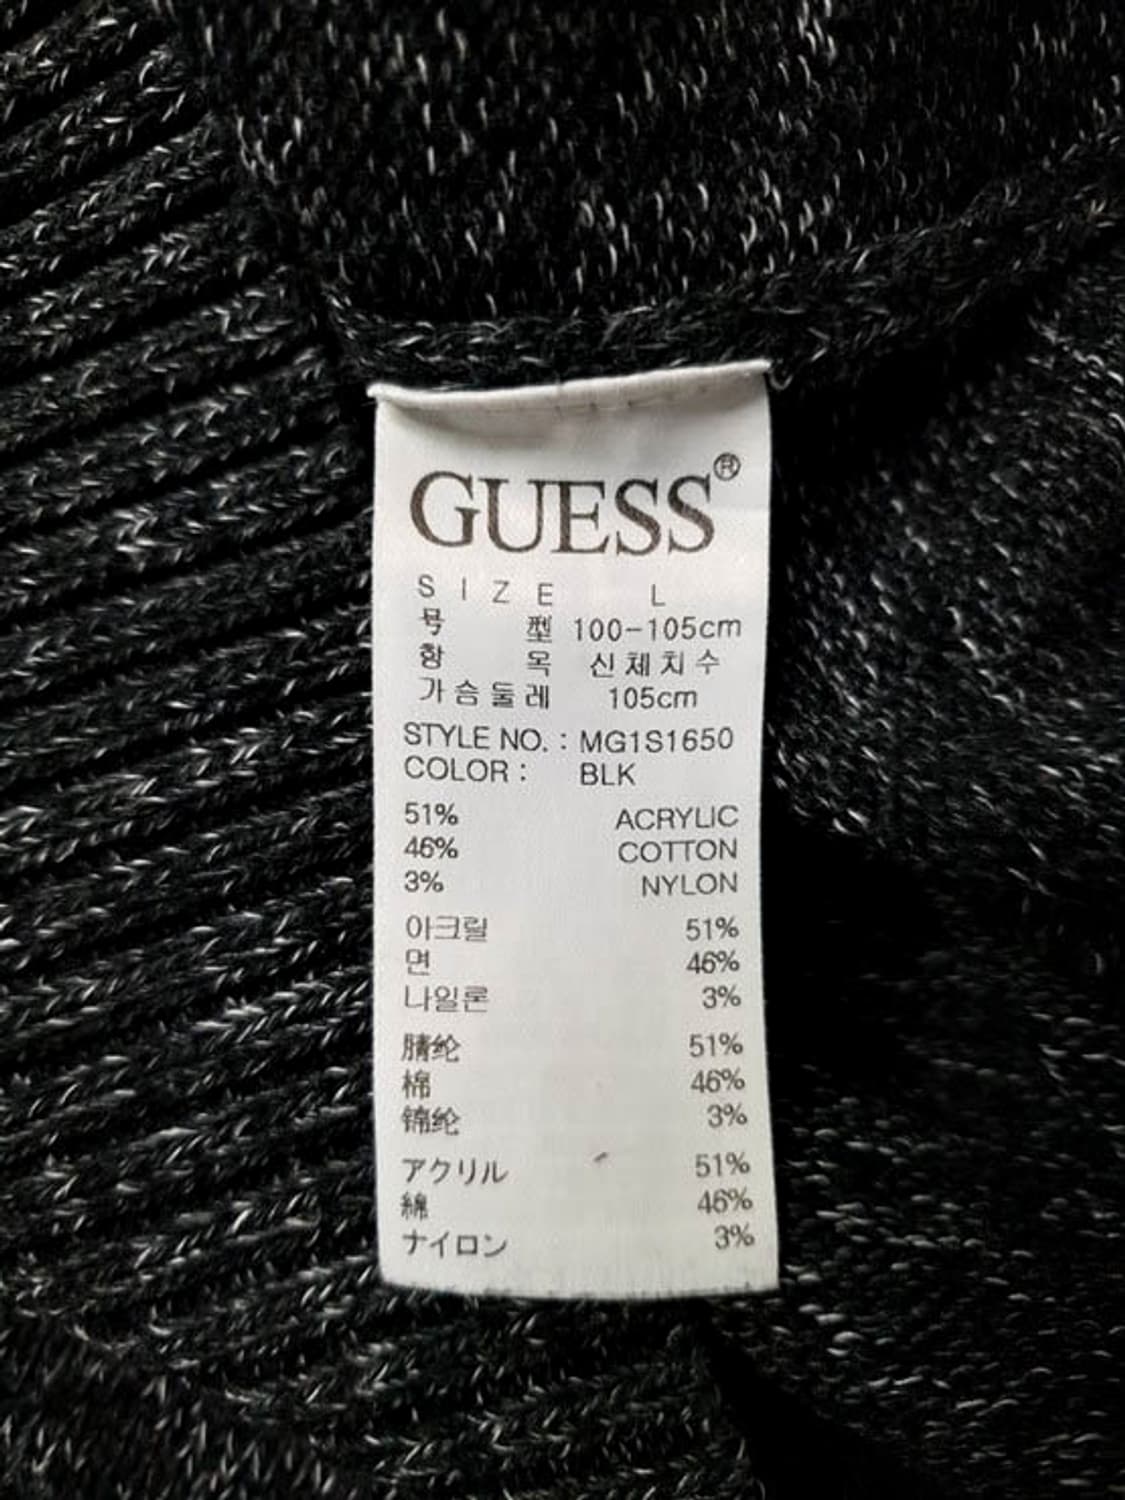 GUESS®
SIZE L
号型 100-105cm
항목 신체치수
가슴둘레 105cm
STYLE NO. : MG1S1650
COLOR : BLK
51% ACRYLIC
46% COTTON
3% NYLON
아크릴 51%
면 46%
나일론 3%
腈纶 51%
棉 46%
锦纶 3%
アクリル 51%
綿 46%
ナイロン 3%